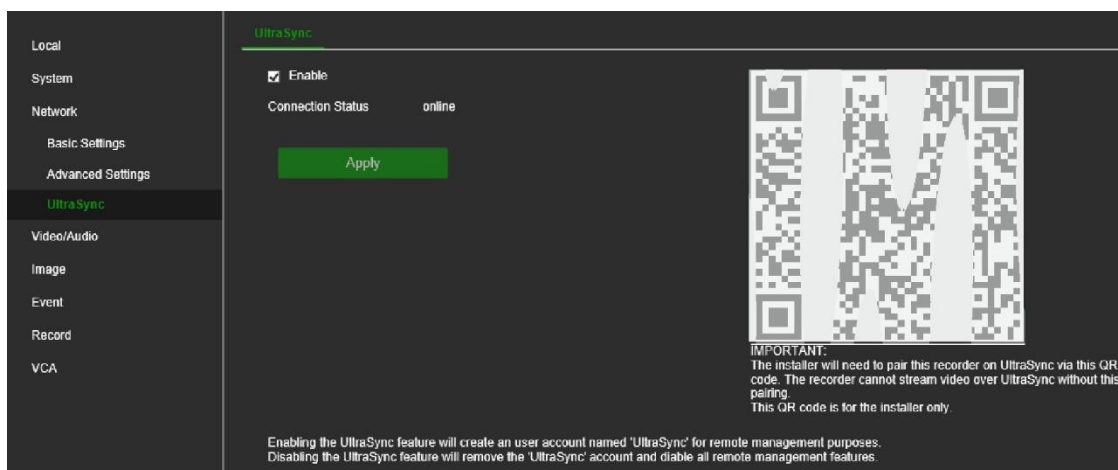 Local
System
Network
Basic Settings
Advanced Settings
UltraSync
Video/Audio
Image
Event
Record
VCA
UltraSync
Enable
Connection Status online
Apply
IMPORTANT:
The installer will need to pair this recorder on UltraSync via this QR
code. The recorder cannot stream video over UltraSync without this
pairing.
This QR code is for the installer only.
Enabling the UltraSync feature will create an user account named 'UltraSync' for remote management purposes.
Disabling the UltraSync feature will remove the 'UltraSync' account and diable all remote management features.